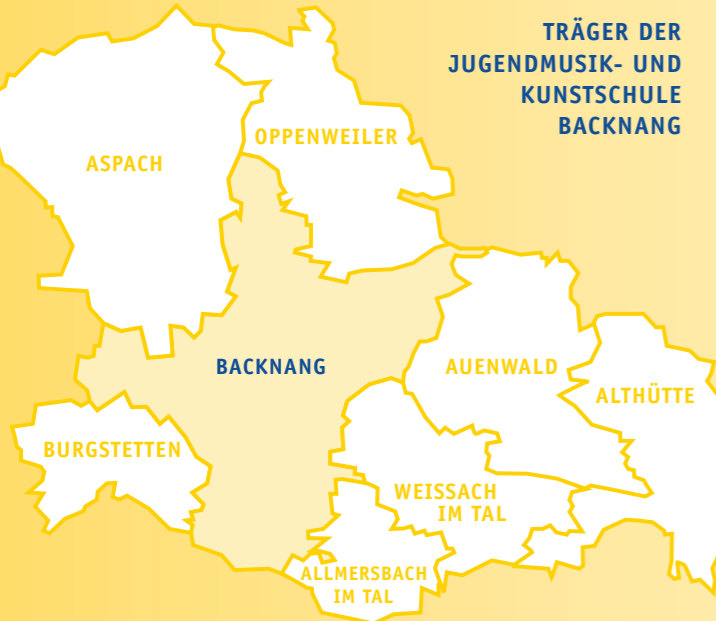 TRÄGER DER
JUGENDMUSIK- UND
KUNSTSCHULE
BACKNANG
OPPENWEILER
ASPACH
BACKNANG
AUENWALD
ALTHÜTTE
BURGSTETTEN
WEISSACH
IM TAL
ALLMERSBACH
IM TAL